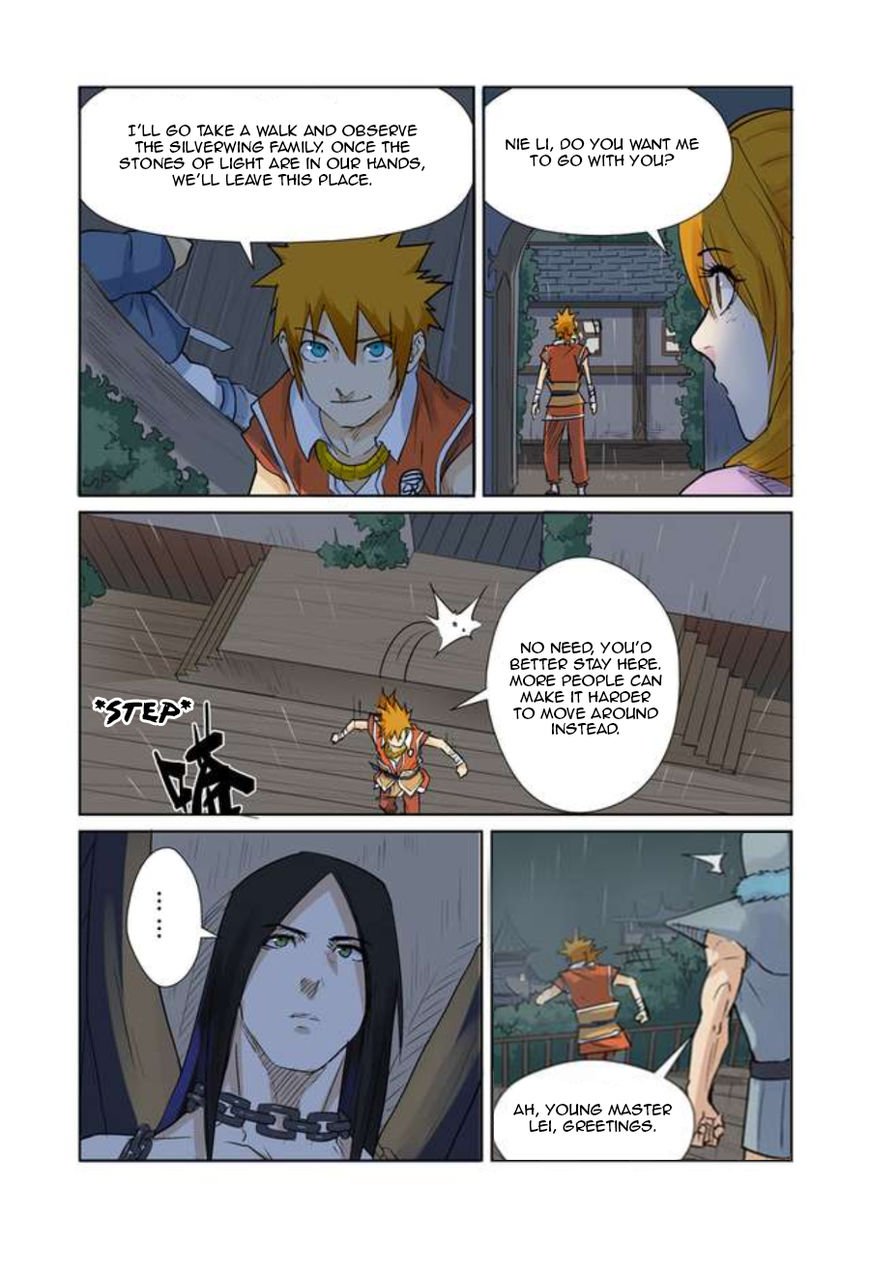 I'LL GO TAKE A WALK AND OBSERVE
THE SILVERWING FAMILY. ONCE THE
STONES OF LIGHT ARE IN OUR HANDS,
WE'LL LEAVE THIS PLACE.
NIE LI, DO YOU WANT ME
TO GO WITH YOU?
NO NEED, YOU'D
BETTER STAY HERE.
MORE PEOPLE CAN
MAKE IT HARDER
TO MOVE AROUND
INSTEAD.
*STEP*
嗒
......
AH, YOUNG MASTER
LEI, GREETINGS.